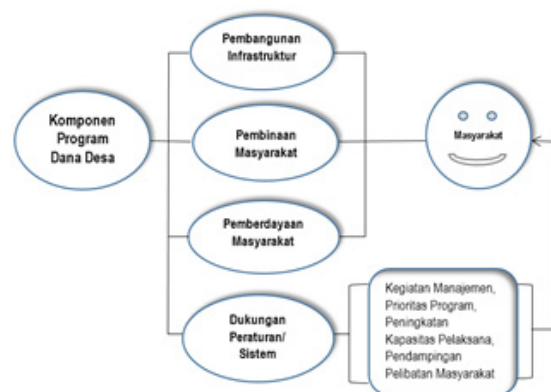 Komponen
Program
Dana Desa
Pembangunan
Infrastruktur
Pembinaan
Masyarakat
Pemberdayaan
Masyarakat
Dukungan
Peraturan/
Sistem
Masyarakat
Kegiatan Manajemen,
Prioritas Program,
Peningkatan
Kapasitas Pelaksana,
Pendampingan
Pelibatan Masyarakat